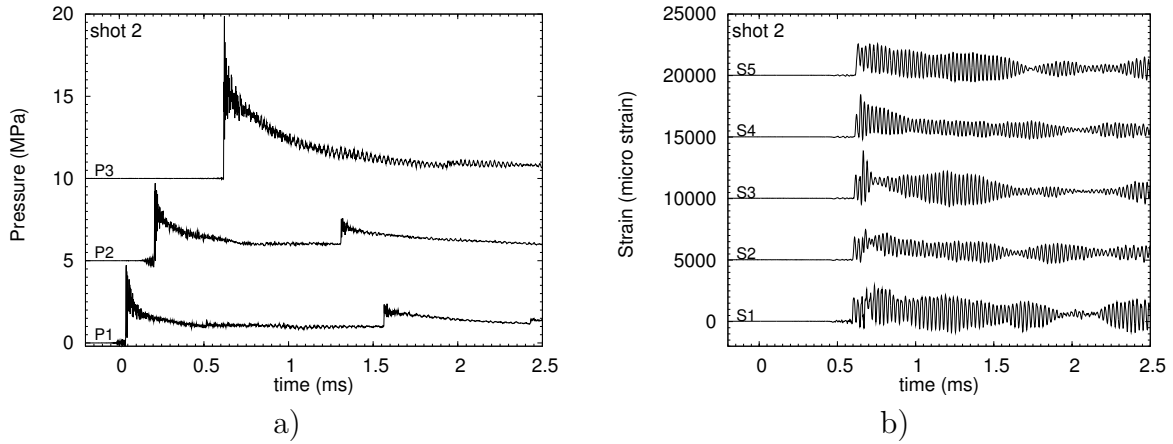 shot 2
20
15
10
5
0
P3
P2
P1
Pressure (MPa)
0 0.5 1 1.5 2 2.5
time (ms)
a)
shot 2
25000
20000
15000
10000
5000
0
S5
S4
S3
S2
S1
Strain (micro strain)
0 0.5 1 1.5 2 2.5
time (ms)
b)